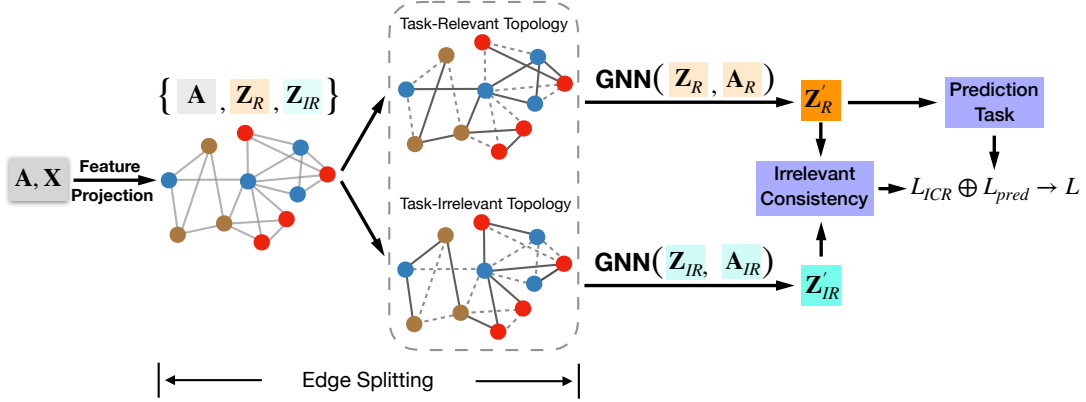 A, X
Feature
Projection
{ A , Z_R , Z_IR }
Task-Relevant Topology
Task-Irrelevant Topology
Edge Splitting
GNN( Z_R , A_R )
GNN( Z_IR, A_IR )
Z'_R
Z'_IR
Irrelevant
Consistency
Prediction
Task
L_ICR ⊕ L_pred → L